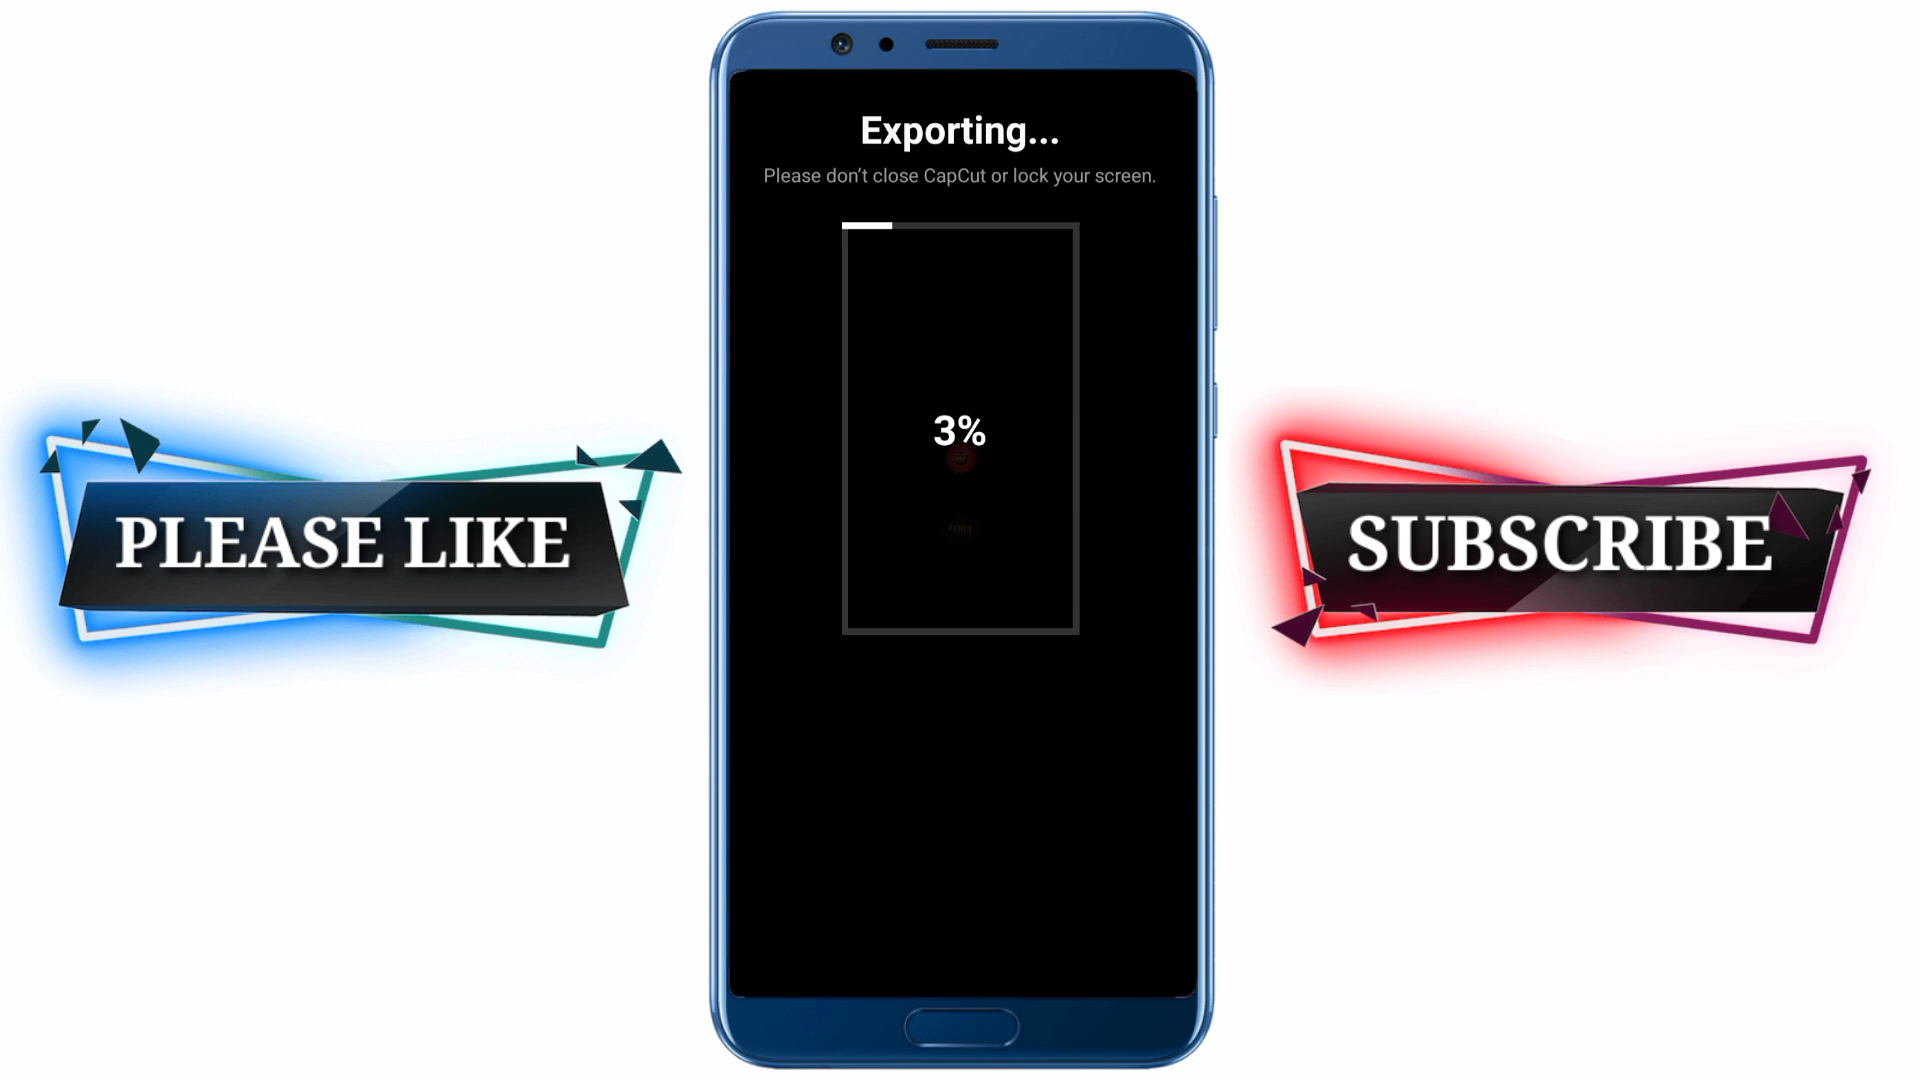 Exporting...
Please don’t close CapCut or lock your screen.
3%
PLEASE LIKE
SUBSCRIBE